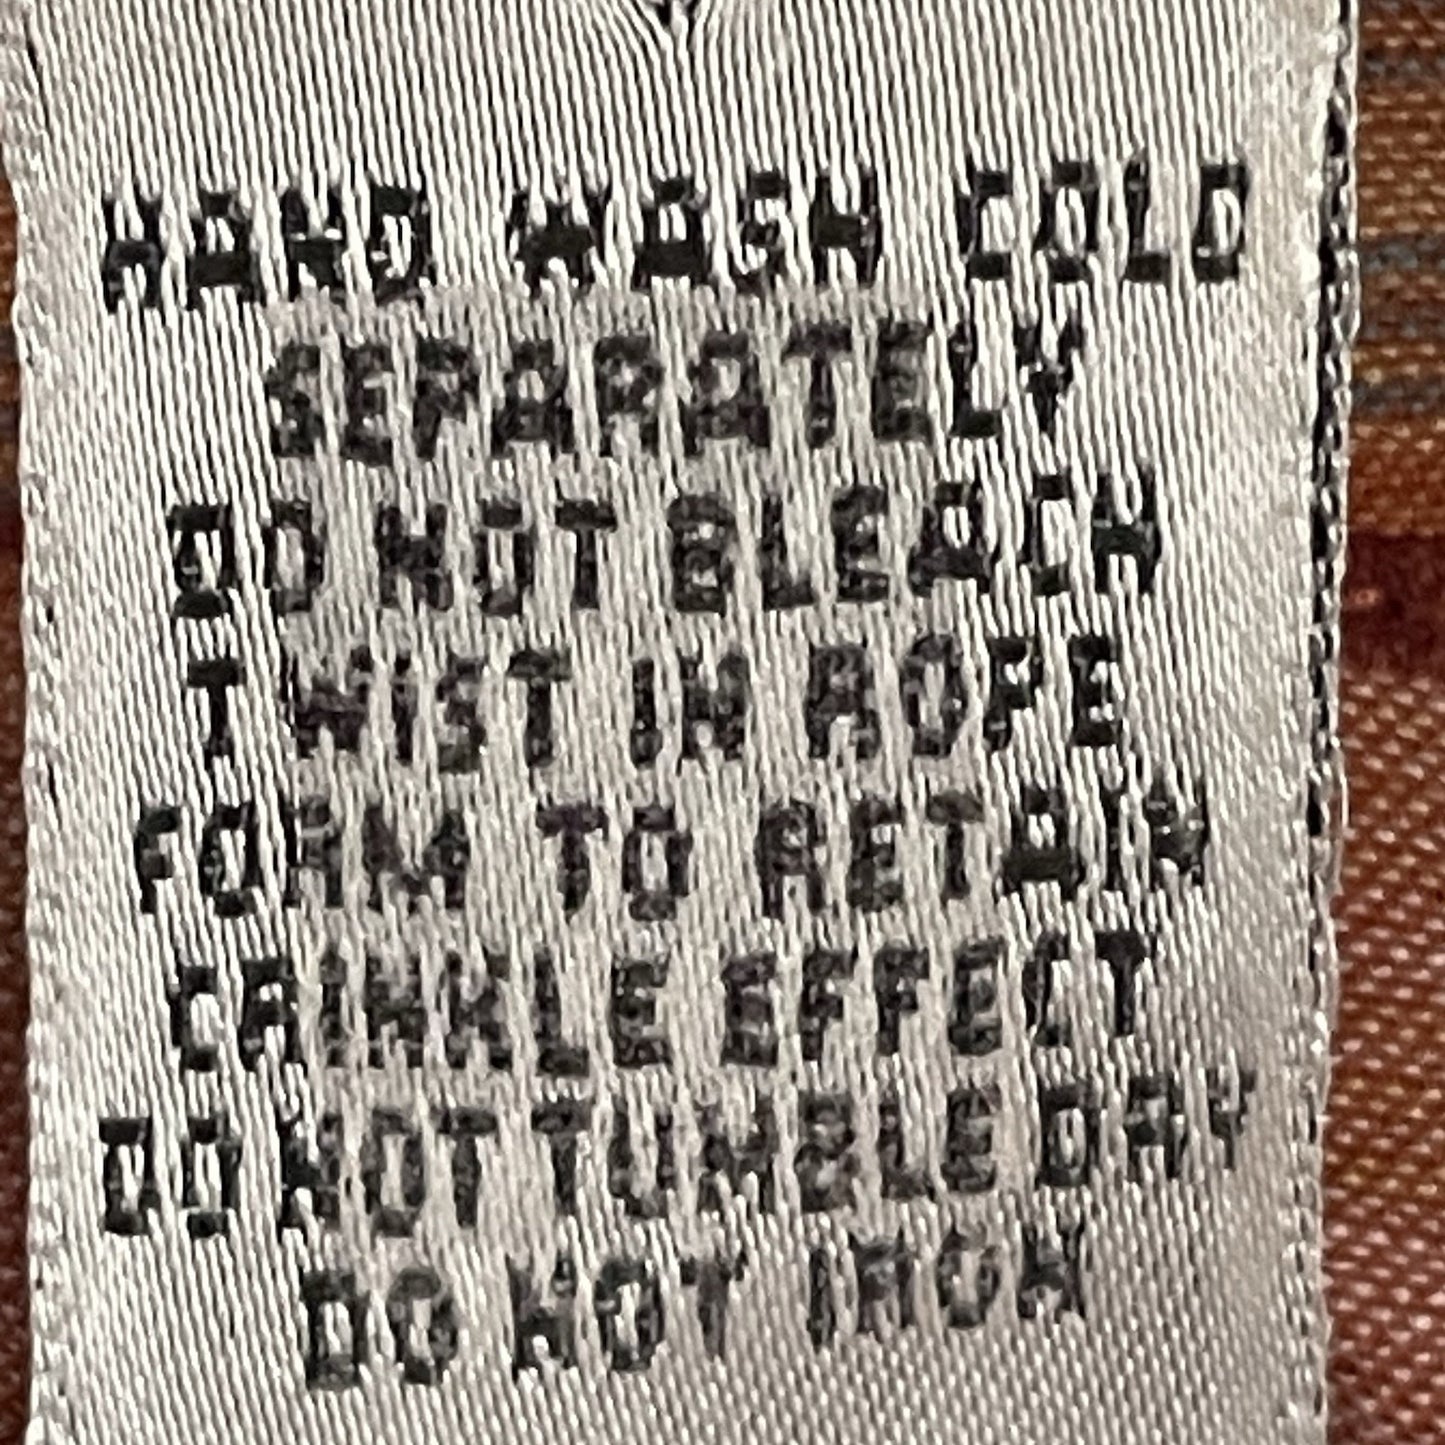 HAND WASH COLD
SEPARATELY
DO NOT BLEACH
TWIST IN ROPE
FORM TO RETAIN
CRINKLE EFFECT
DO NOT TUMBLE DRY
DO NOT IRON